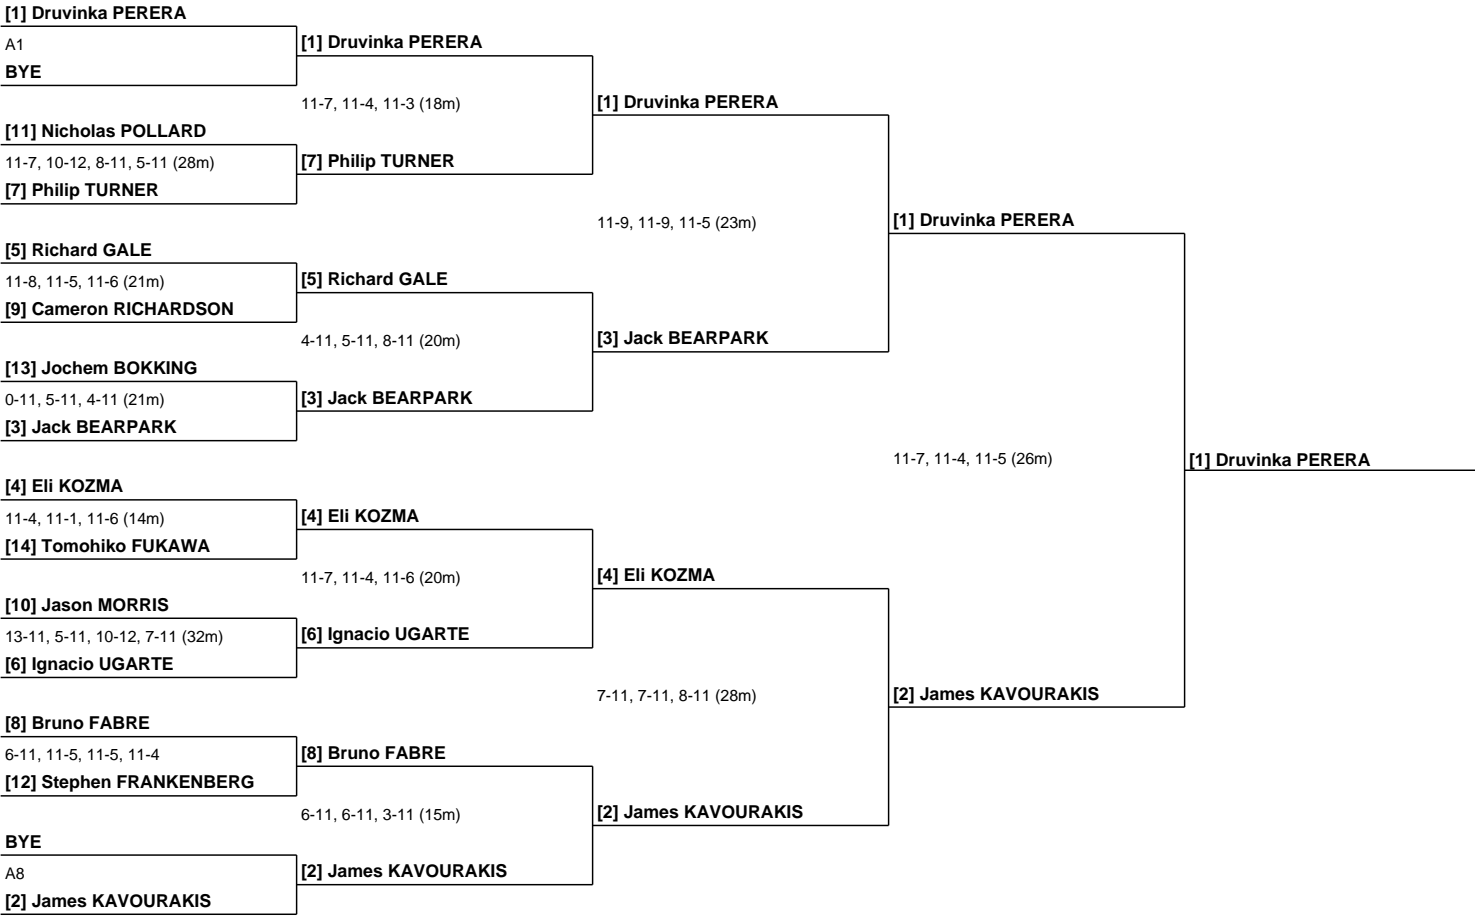 [1] Druvinka PERERA
A1
BYE
[11] Nicholas POLLARD
11-7, 10-12, 8-11, 5-11 (28m)
[7] Philip TURNER
[5] Richard GALE
11-8, 11-5, 11-6 (21m)
[9] Cameron RICHARDSON
[13] Jochem BOKKING
0-11, 5-11, 4-11 (21m)
[3] Jack BEARPARK
[4] Eli KOZMA
11-4, 11-1, 11-6 (14m)
[14] Tomohiko FUKAWA
[10] Jason MORRIS
13-11, 5-11, 10-12, 7-11 (32m)
[6] Ignacio UGARTE
[8] Bruno FABRE
6-11, 11-5, 11-5, 11-4
[12] Stephen FRANKENBERG
BYE
A8
[2] James KAVOURAKIS
[1] Druvinka PERERA
11-7, 11-4, 11-3 (18m)
[7] Philip TURNER
[5] Richard GALE
4-11, 5-11, 8-11 (20m)
[3] Jack BEARPARK
[4] Eli KOZMA
11-7, 11-4, 11-6 (20m)
[6] Ignacio UGARTE
[8] Bruno FABRE
6-11, 6-11, 3-11 (15m)
[2] James KAVOURAKIS
[1] Druvinka PERERA
11-9, 11-9, 11-5 (23m)
[3] Jack BEARPARK
[4] Eli KOZMA
7-11, 7-11, 8-11 (28m)
[2] James KAVOURAKIS
[1] Druvinka PERERA
11-7, 11-4, 11-5 (26m)
[2] James KAVOURAKIS
[1] Druvinka PERERA